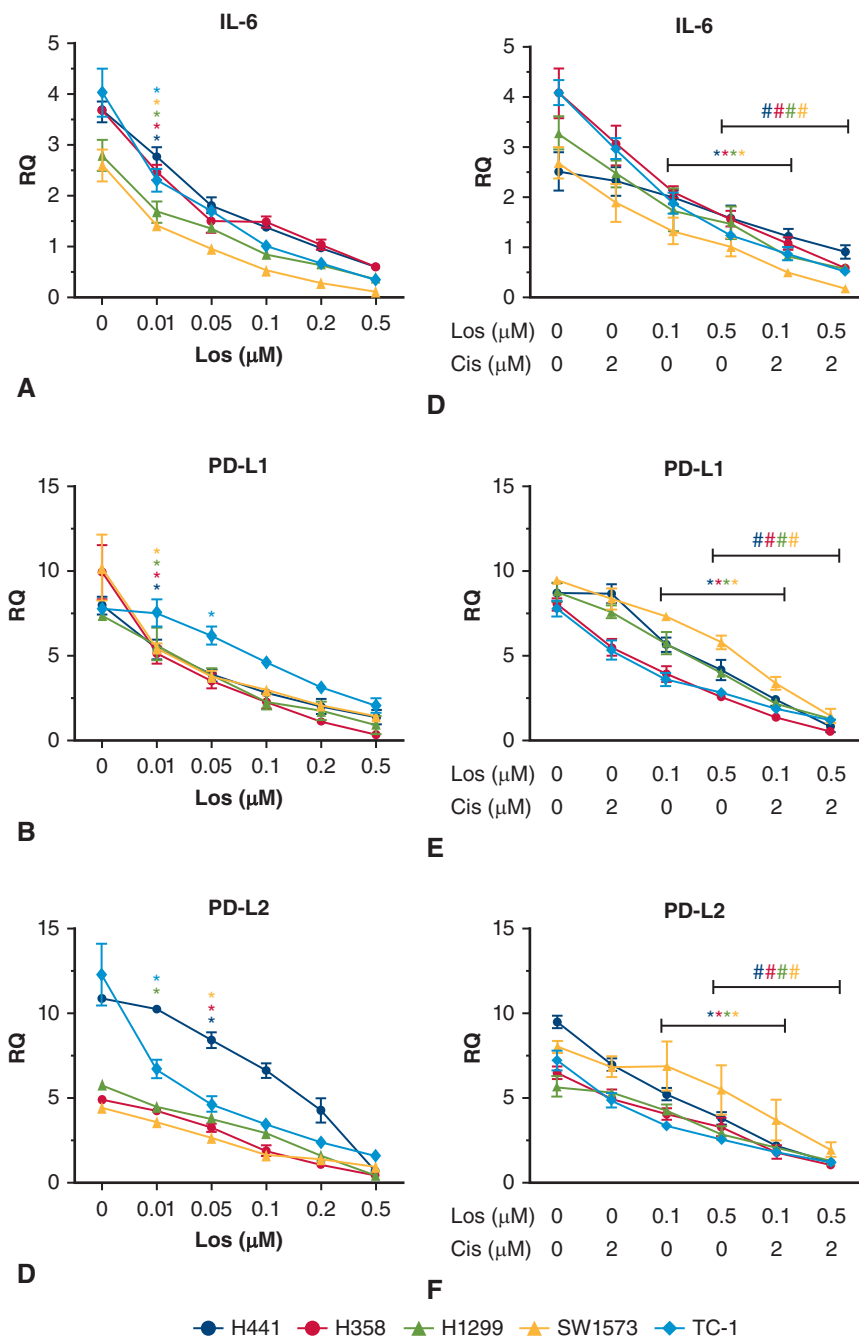 IL-6
5
4
3
2
1
0
RQ
*
*
*
*
*
0 0.01 0.05 0.1 0.2 0.5
Los (μM)
A
IL-6
5
4
3
2
1
0
RQ
####
****
Los (μM) 0 0 0.1 0.5 0.1 0.5
Cis (μM) 0 2 0 0 2 2
D
PD-L1
15
10
5
0
RQ
*
*
*
*
*
0 0.01 0.05 0.1 0.2 0.5
Los (μM)
B
PD-L1
15
10
5
0
RQ
####
****
Los (μM) 0 0 0.1 0.5 0.1 0.5
Cis (μM) 0 2 0 0 2 2
E
PD-L2
15
10
5
0
RQ
*
*
*
*
*
0 0.01 0.05 0.1 0.2 0.5
Los (μM)
D
PD-L2
15
10
5
0
RQ
####
****
Los (μM) 0 0 0.1 0.5 0.1 0.5
Cis (μM) 0 2 0 0 2 2
F
H441 H358 H1299 SW1573 TC-1